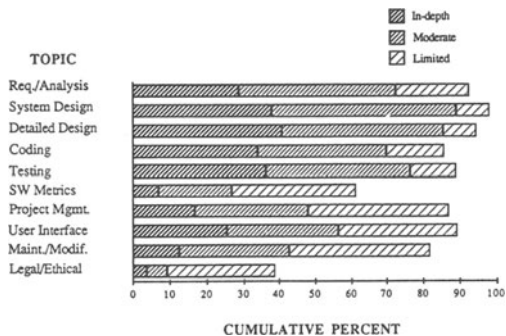 In-depth
Moderate
Limited
TOPIC
Req./Analysis
System Design
Detailed Design
Coding
Testing
SW Metrics
Project Mgmt.
User Interface
Maint./Modif.
Legal/Ethical
0 10 20 30 40 50 60 70 80 90 100
CUMULATIVE PERCENT